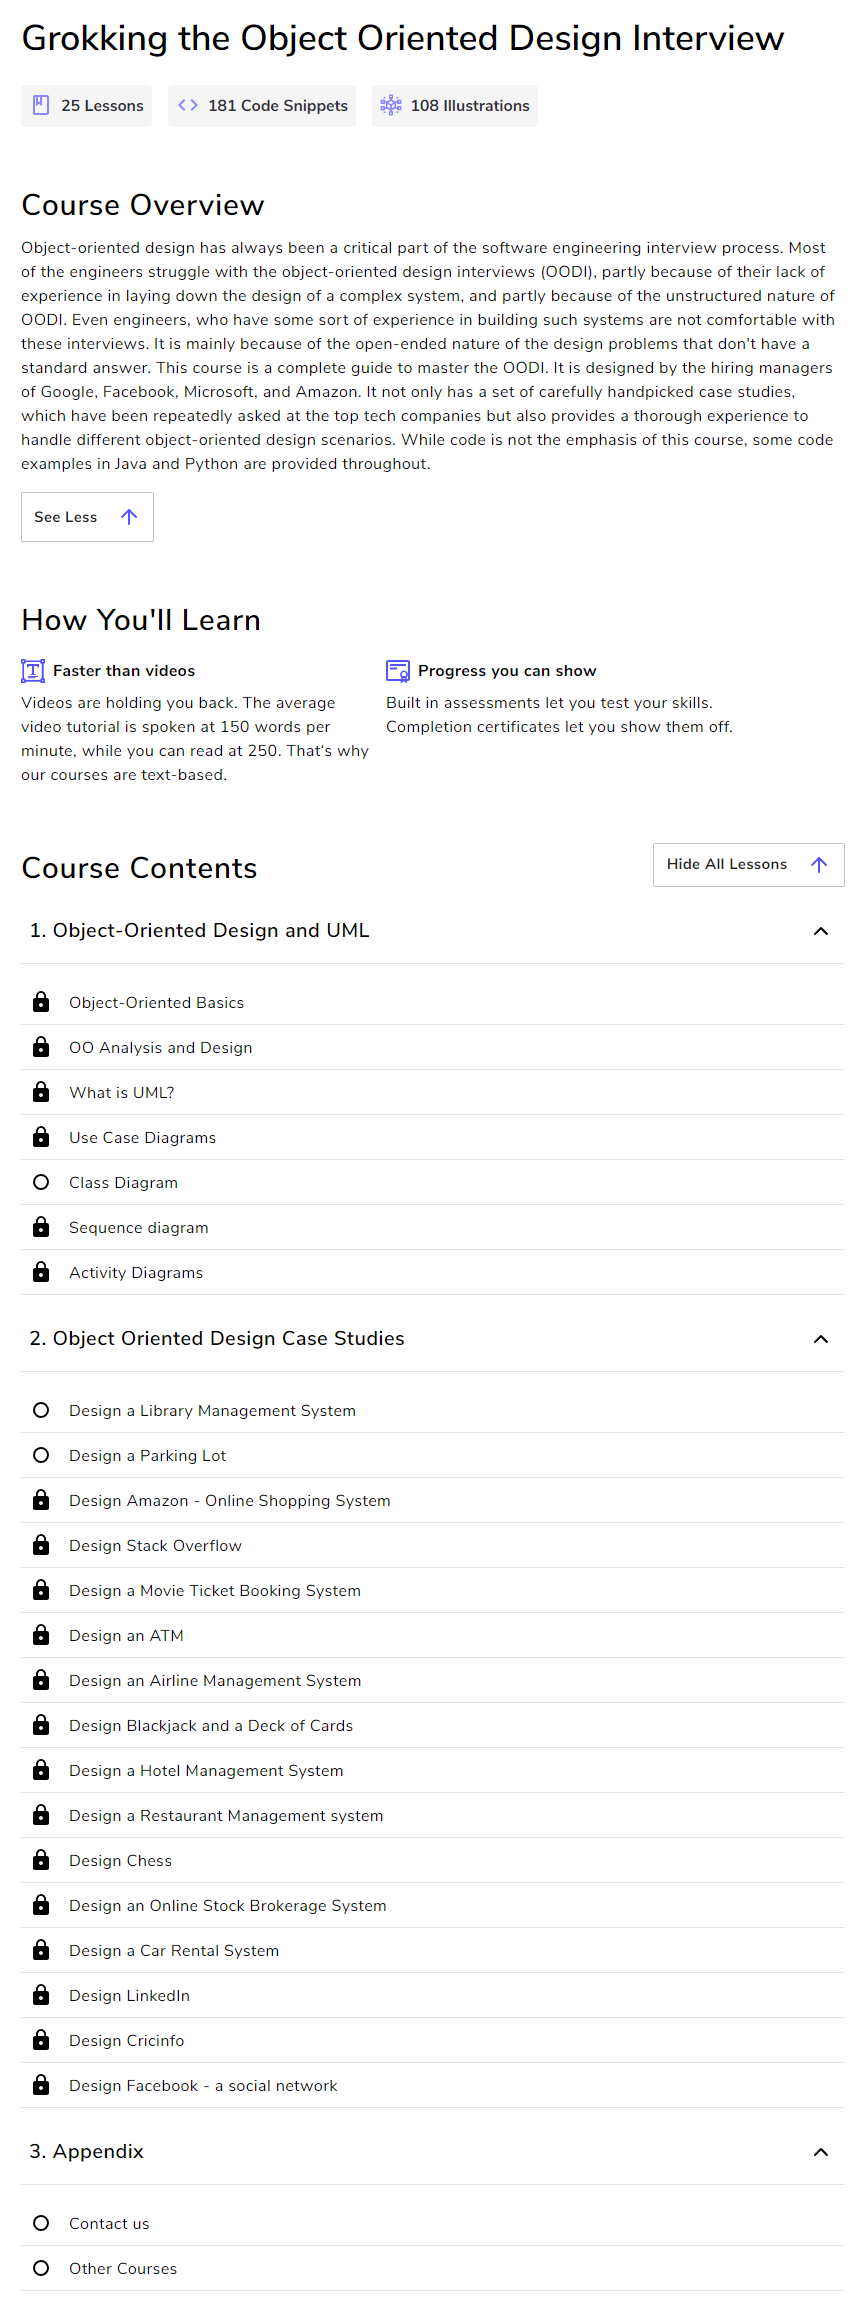 Grokking the Object Oriented Design Interview
25 Lessons
181 Code Snippets
108 Illustrations
Course Overview
Object-oriented design has always been a critical part of the software engineering interview process. Most
of the engineers struggle with the object-oriented design interviews (OODI), partly because of their lack of
experience in laying down the design of a complex system, and partly because of the unstructured nature of
OODI. Even engineers, who have some sort of experience in building such systems are not comfortable with
these interviews. It is mainly because of the open-ended nature of the design problems that don't have a
standard answer. This course is a complete guide to master the OODI. It is designed by the hiring managers
of Google, Facebook, Microsoft, and Amazon. It not only has a set of carefully handpicked case studies,
which have been repeatedly asked at the top tech companies but also provides a thorough experience to
handle different object-oriented design scenarios. While code is not the emphasis of this course, some code
examples in Java and Python are provided throughout.
See Less
How You'll Learn
Faster than videos
Videos are holding you back. The average
video tutorial is spoken at 150 words per
minute, while you can read at 250. That's why
our courses are text-based.
Progress you can show
Built in assessments let you test your skills.
Completion certificates let you show them off.
Course Contents
Hide All Lessons
1. Object-Oriented Design and UML
Object-Oriented Basics
OO Analysis and Design
What is UML?
Use Case Diagrams
Class Diagram
Sequence diagram
Activity Diagrams
2. Object Oriented Design Case Studies
Design a Library Management System
Design a Parking Lot
Design Amazon - Online Shopping System
Design Stack Overflow
Design a Movie Ticket Booking System
Design an ATM
Design an Airline Management System
Design Blackjack and a Deck of Cards
Design a Hotel Management System
Design a Restaurant Management system
Design Chess
Design an Online Stock Brokerage System
Design a Car Rental System
Design LinkedIn
Design Cricinfo
Design Facebook - a social network
3. Appendix
Contact us
Other Courses